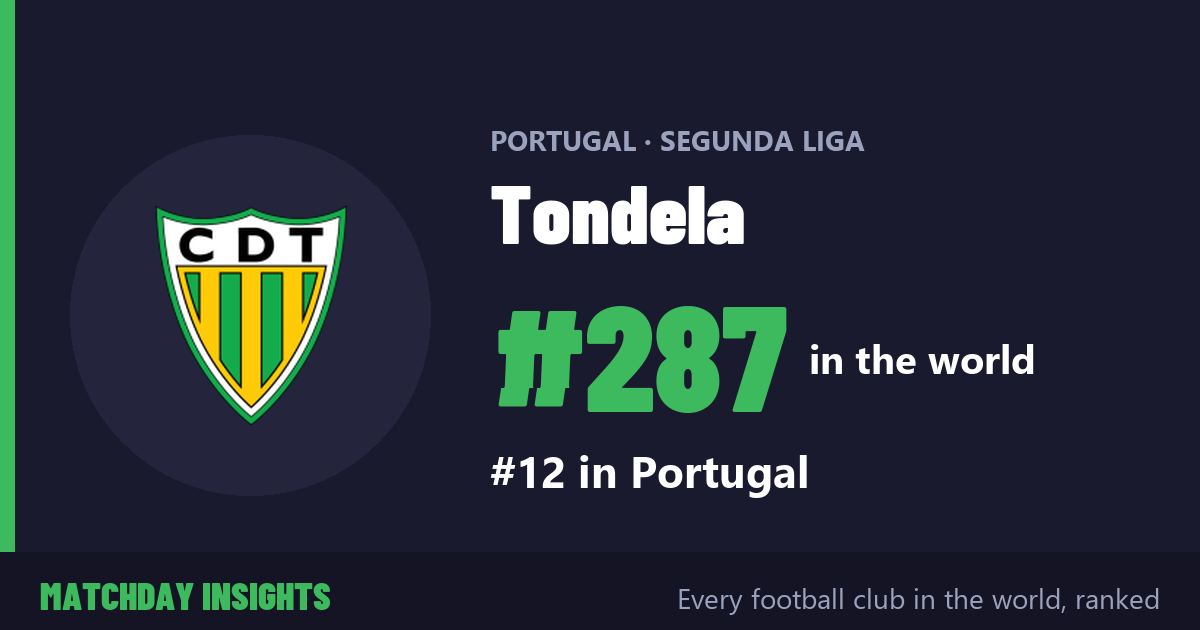 CDT
PORTUGAL · SEGUNDA LIGA
Tondela
#287 in the world
#12 in Portugal
MATCHDAY INSIGHTS
Every football club in the world, ranked